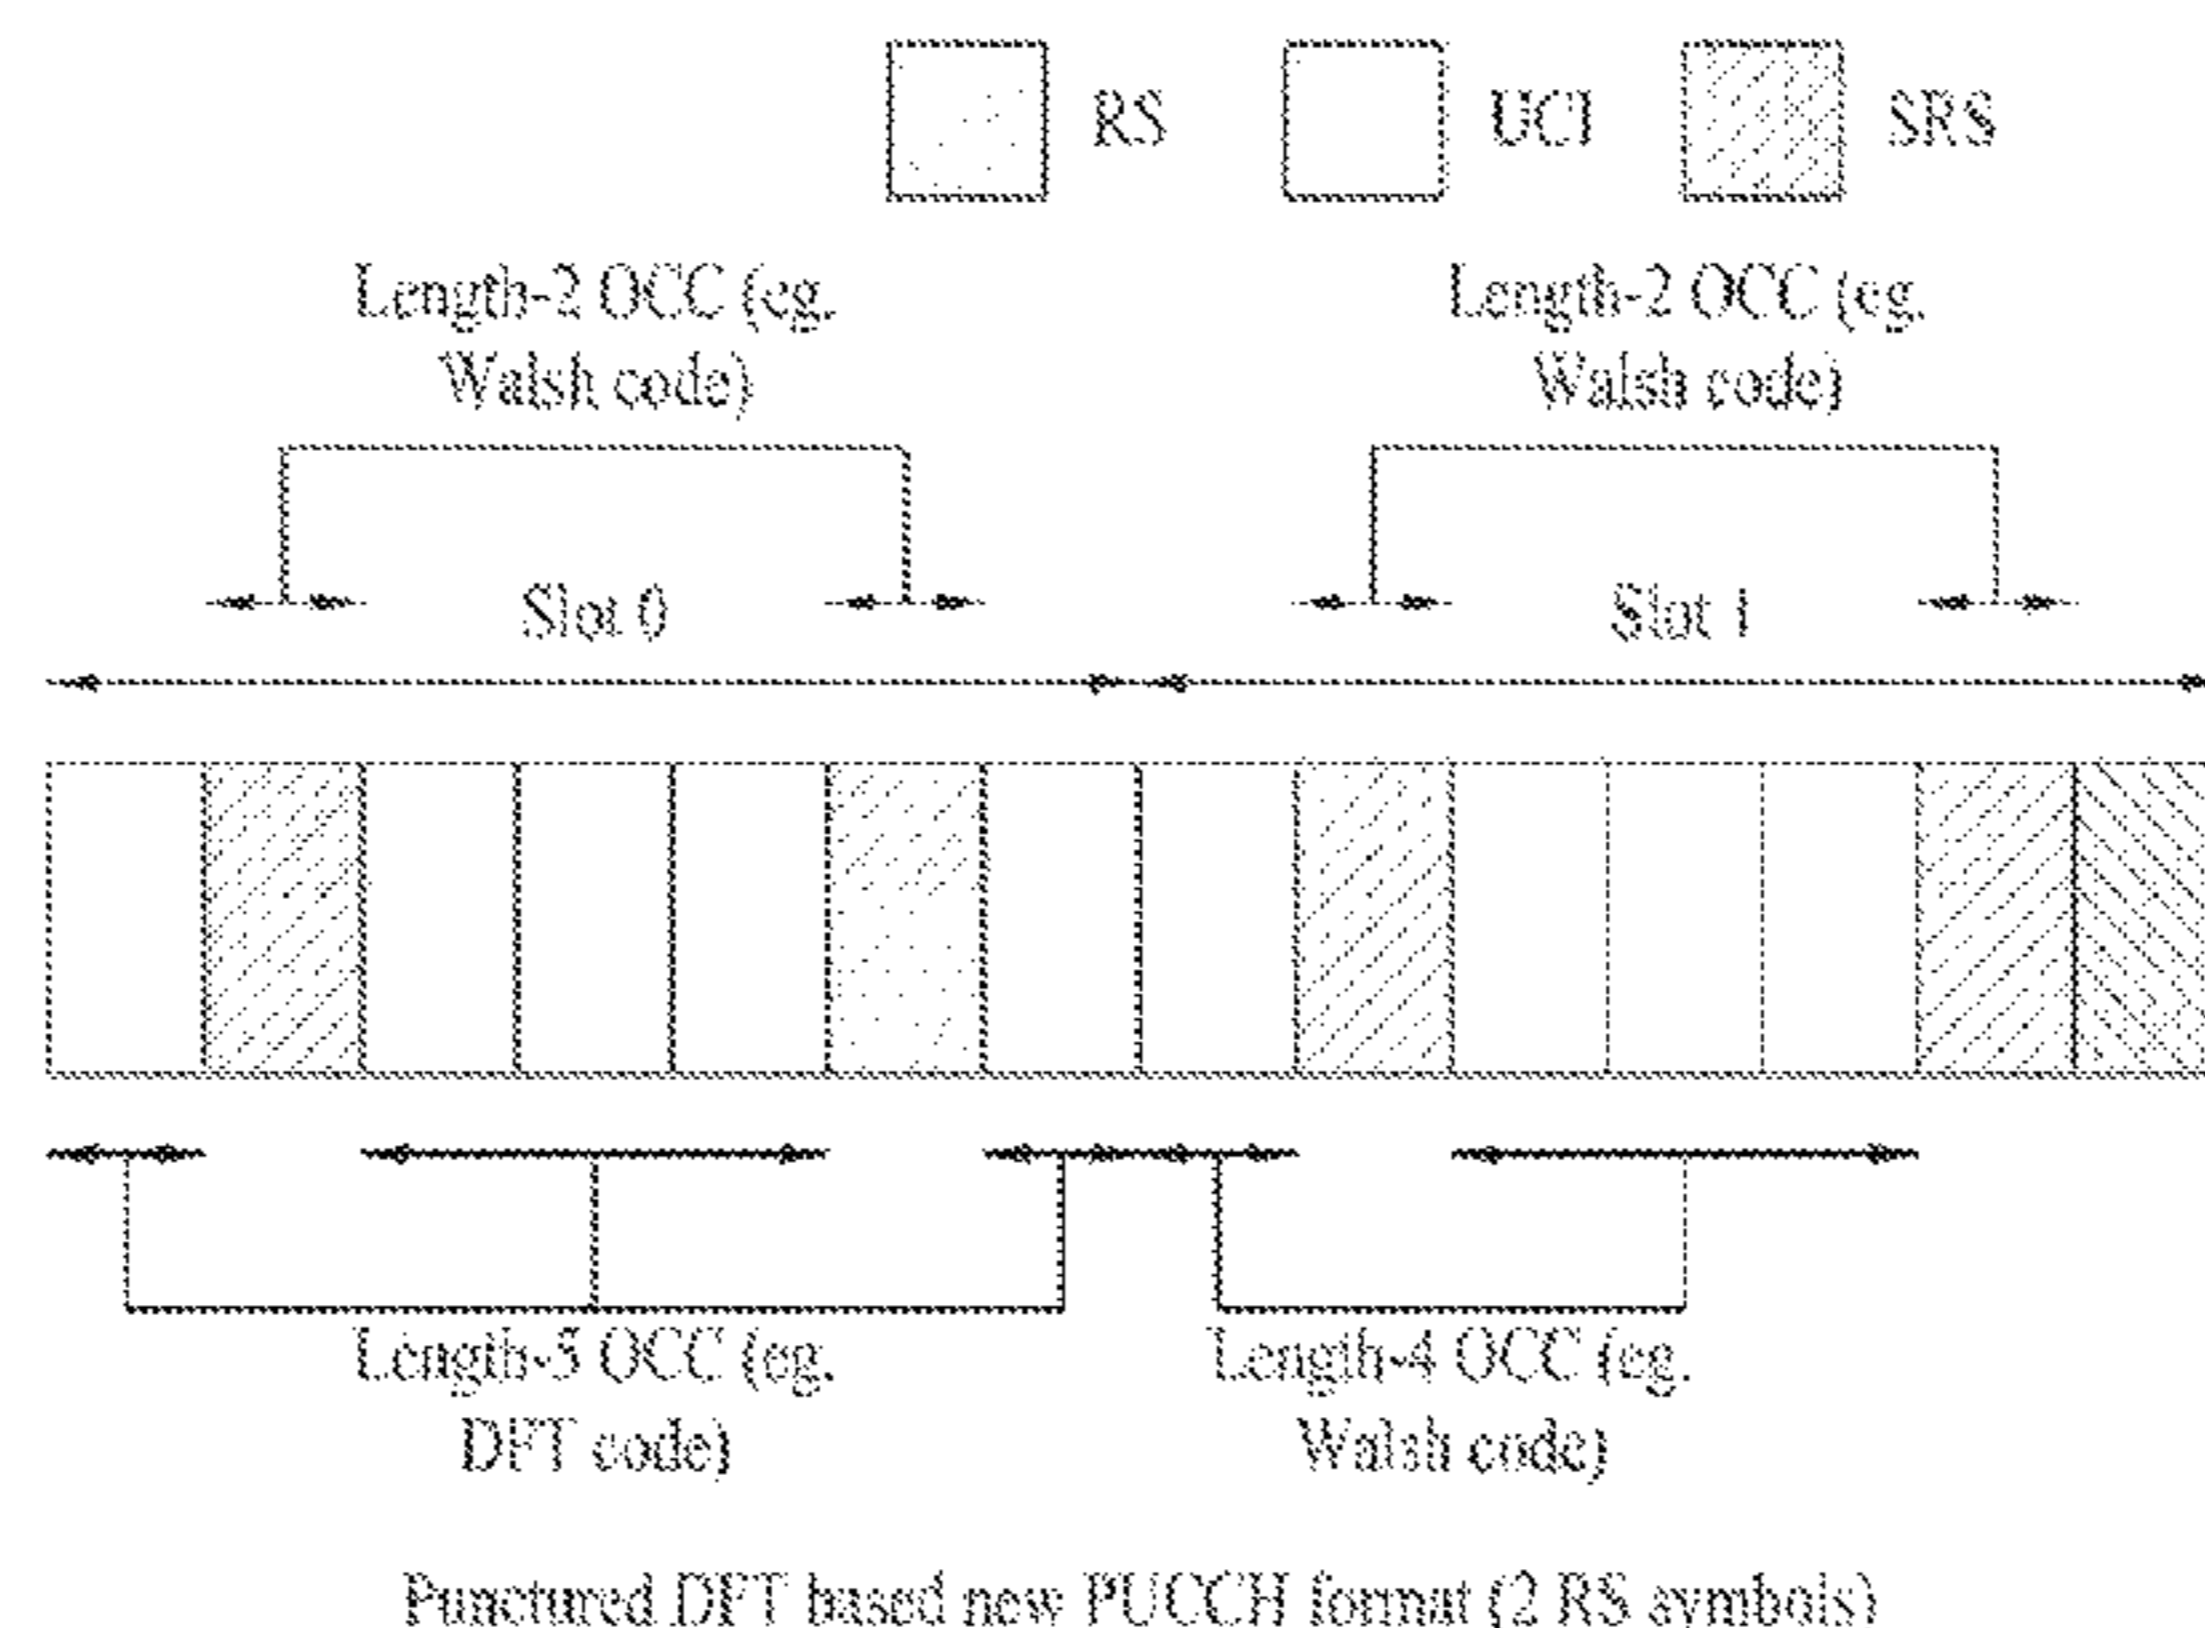 RS UCI SRS
Length-2 OCC (eg.
Walsh code)
Length-2 OCC (eg.
Walsh code)
Slot 0
Slot 1
Length-5 OCC (eg.
DFT code)
Length-4 OCC (eg.
Walsh code)
Punctured DFT based new PUCCH format (2 RS symbols)